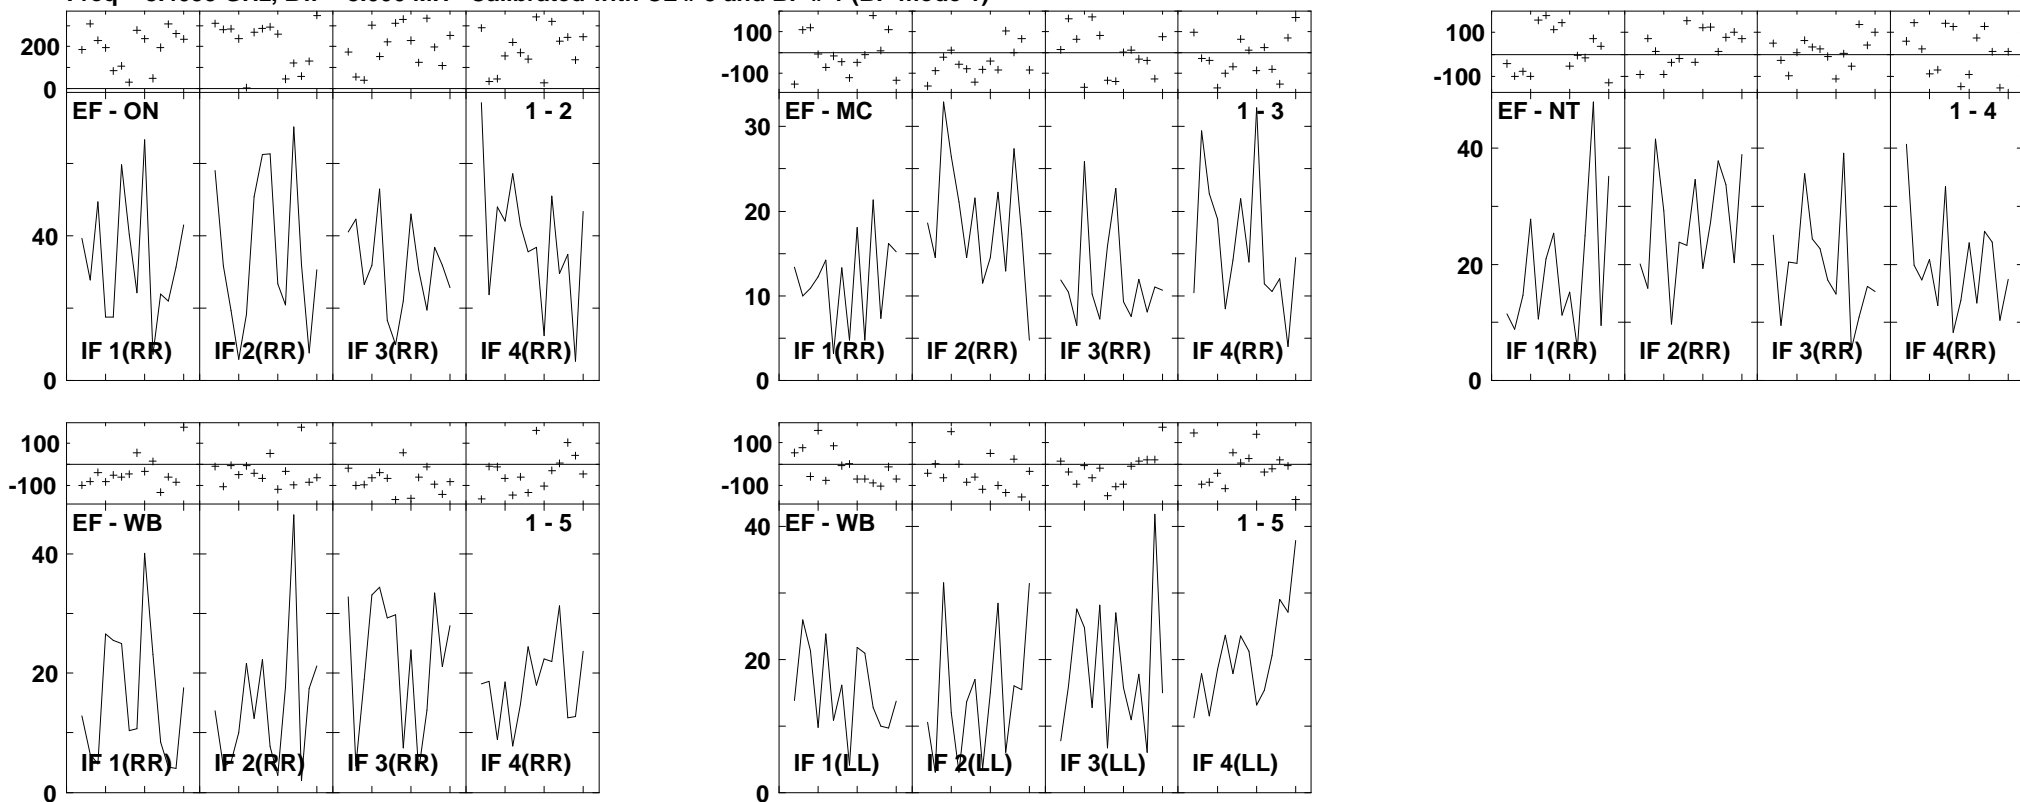 200
0
EF - ON
1 - 2
40
0
IF 1(RR)
IF 2(RR)
IF 3(RR)
IF 4(RR)
100
-100
EF - MC
1 - 3
30
20
10
0
IF 1(RR)
IF 2(RR)
IF 3(RR)
IF 4(RR)
100
-100
EF - NT
1 - 4
40
20
0
IF 1(RR)
IF 2(RR)
IF 3(RR)
IF 4(RR)
100
-100
EF - WB
1 - 5
40
20
0
IF 1(RR)
IF 2(RR)
IF 3(RR)
IF 4(RR)
100
-100
EF - WB
1 - 5
40
20
0
IF 1(LL)
IF 2(LL)
IF 3(LL)
IF 4(LL)